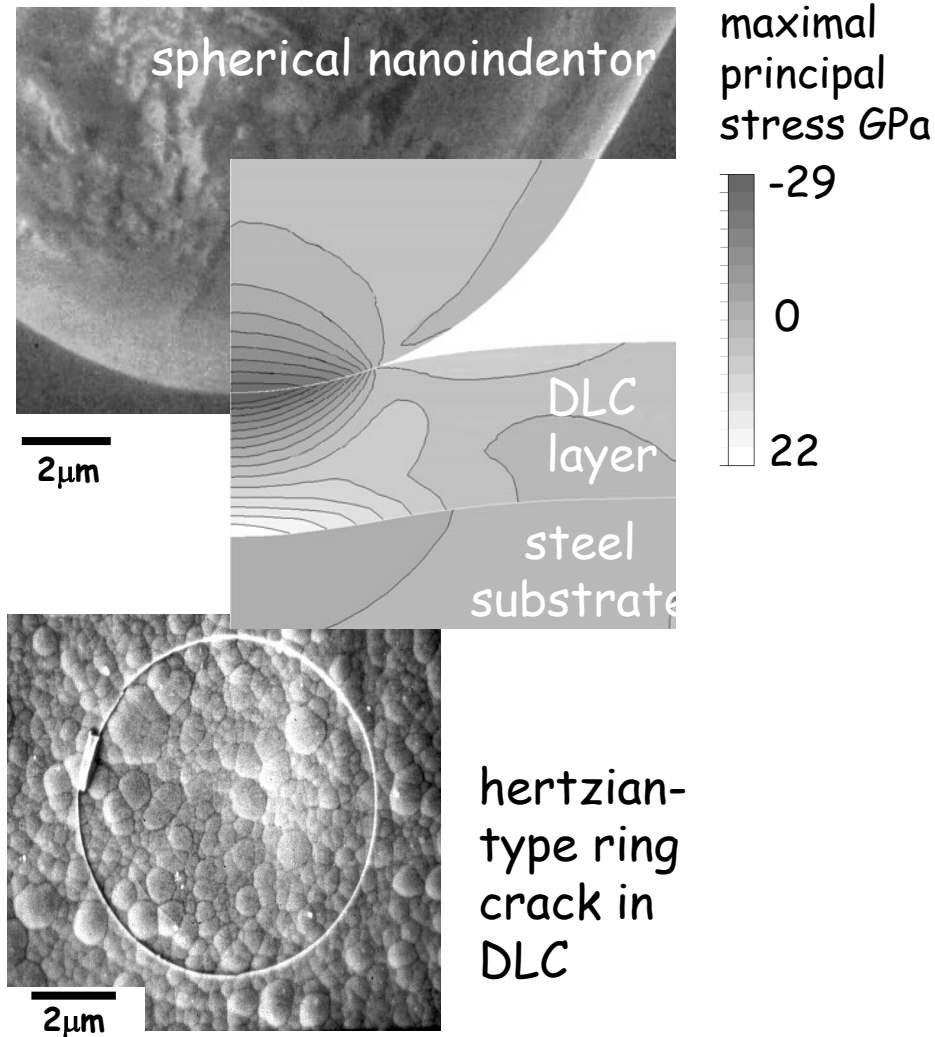 spherical nanoindentor
maximal
principal
stress GPa
-29
0
22
DLC
layer
steel
substrate
2μm
hertzian-
type ring
crack in
DLC
2μm